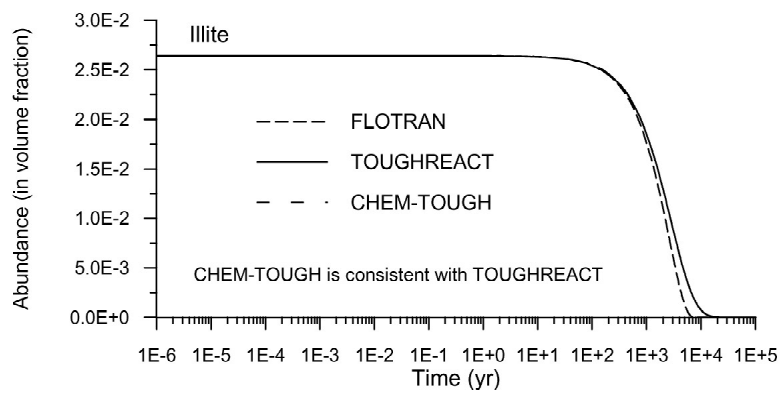 Illite
Abundance (in volume fraction)
3.0E-2
2.5E-2
2.0E-2
1.5E-2
1.0E-2
5.0E-3
0.0E+0
FLOTRAN
TOUGHREACT
CHEM-TOUGH
CHEM-TOUGH is consistent with TOUGHREACT
1E-6 1E-5 1E-4 1E-3 1E-2 1E-1 1E+0 1E+1 1E+2 1E+3 1E+4 1E+5
Time (yr)